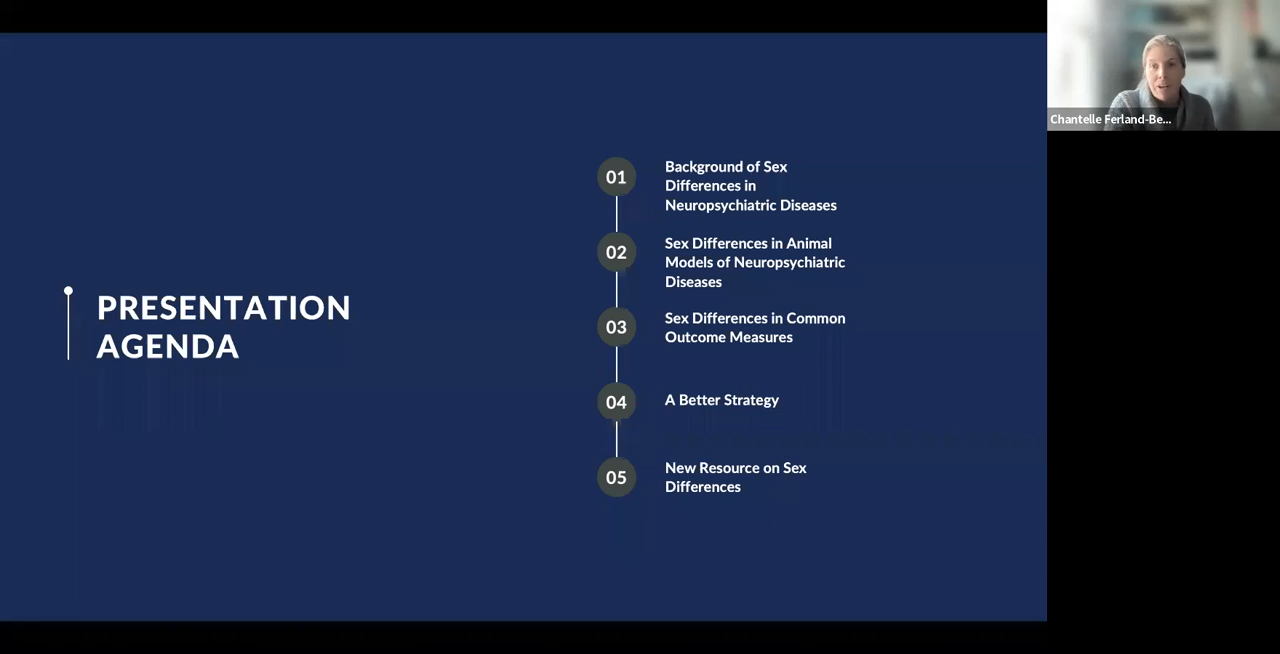 PRESENTATION
AGENDA
01
Background of Sex
Differences in
Neuropsychiatric Diseases
02
Sex Differences in Animal
Models of Neuropsychiatric
Diseases
03
Sex Differences in Common
Outcome Measures
04
A Better Strategy
05
New Resource on Sex
Differences
Chantelle Ferland-Be...